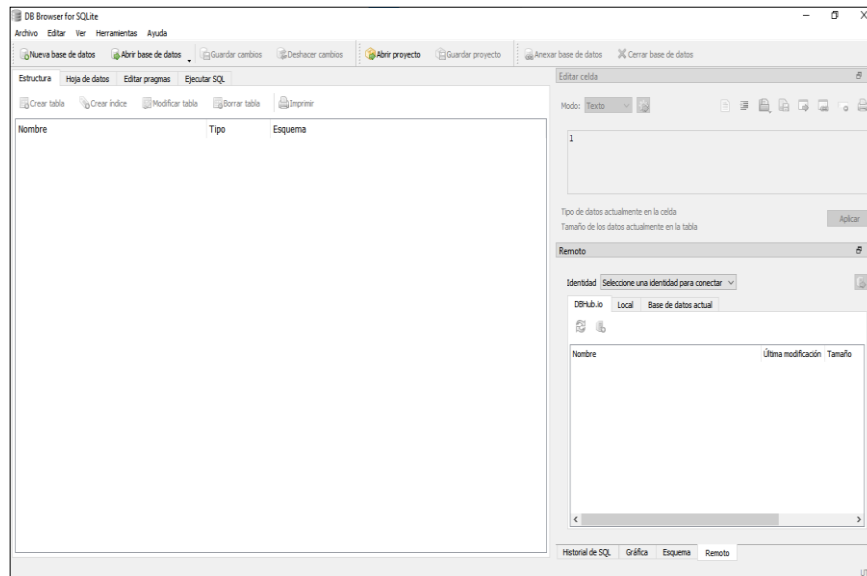 DB Browser for SQLite
Archivo Editar Ver Herramientas Ayuda
Nueva base de datos Abrir base de datos Guardar cambios Deshacer cambios Abrir proyecto Guardar proyecto Anexar base de datos Cerrar base de datos
Estructura Hoja de datos Editar pragmas Ejecutar SQL
Crear tabla Crear índice Modificar tabla Borrar tabla Imprimir
Nombre Tipo Esquema
Editar celda
Modo: Texto
1
Tipo de datos actualmente en la celda
Tamaño de los datos actualmente en la tabla
Aplicar
Remoto
Identidad Seleccione una identidad para conectar
DBHub.io Local Base de datos actual
Nombre Última modificación Tamaño
Historial de SQL Gráfica Esquema Remoto